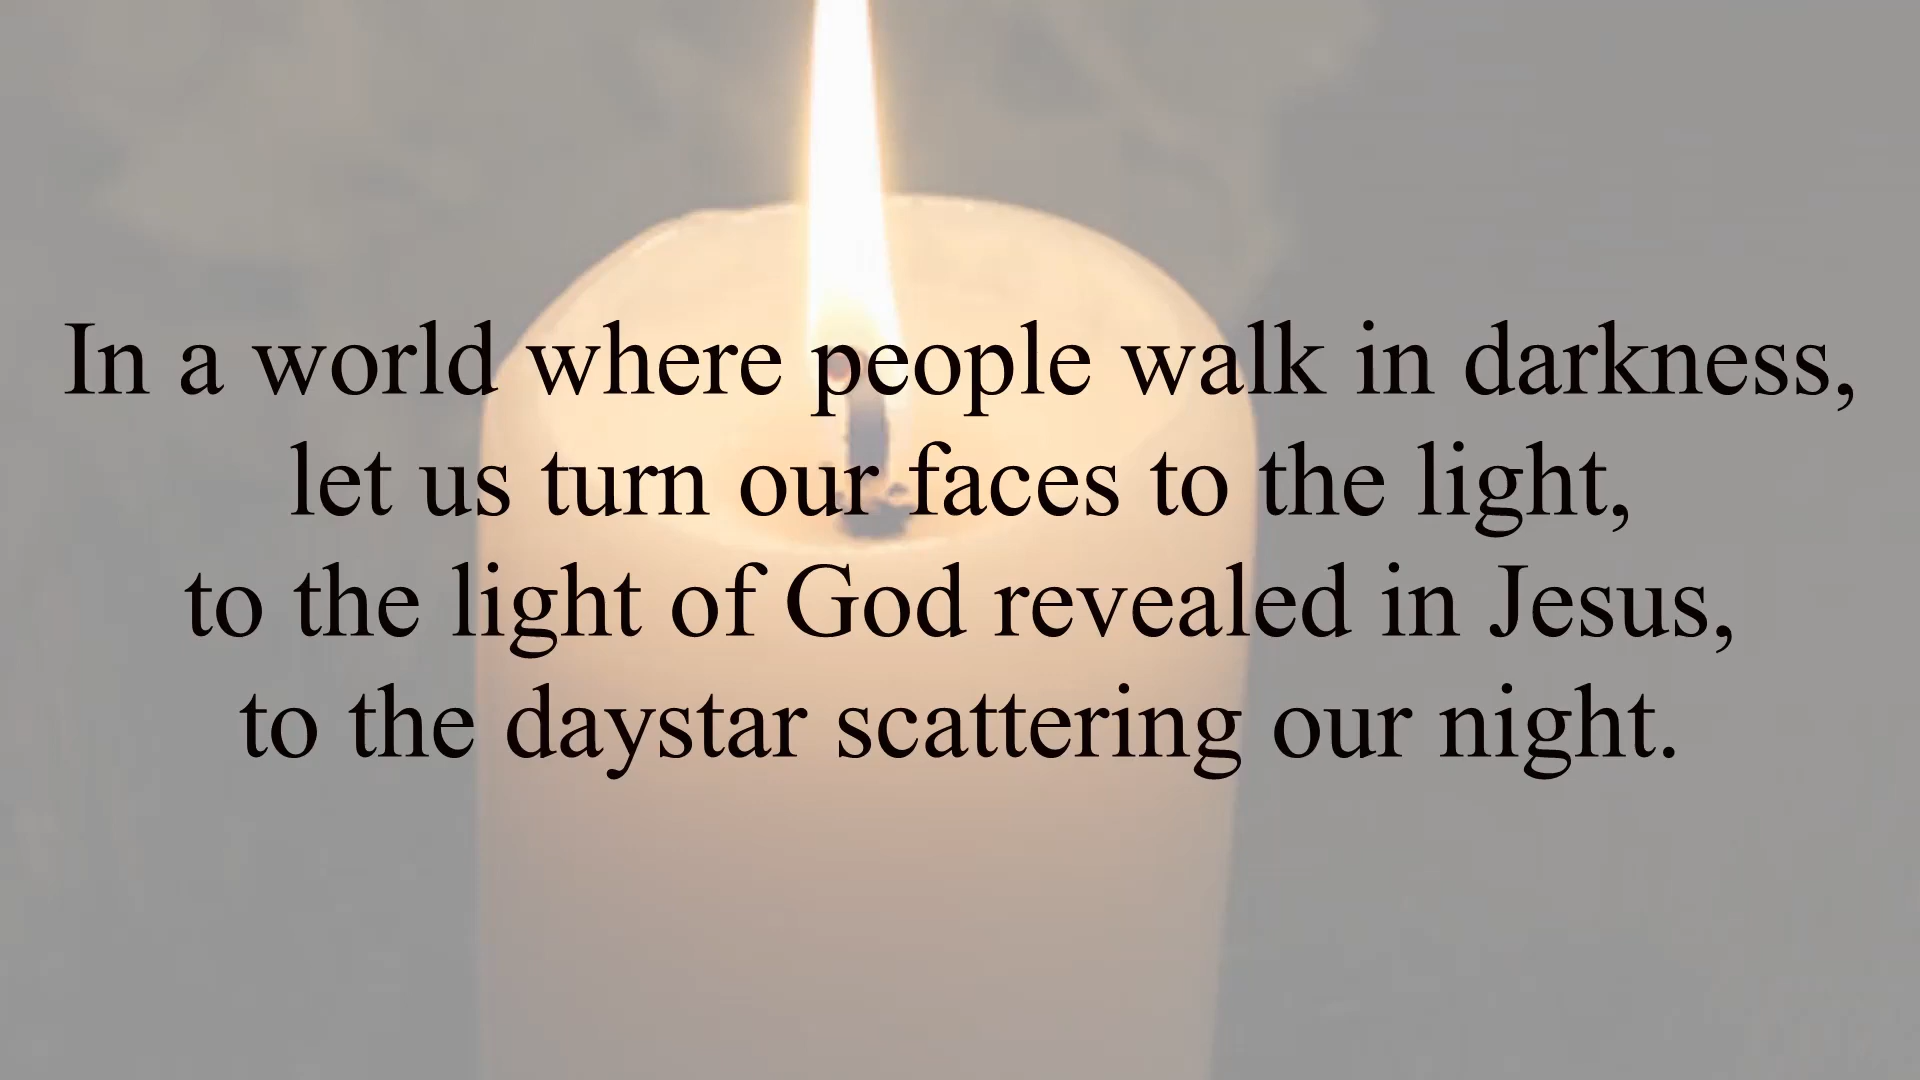 In a world where people walk in darkness,
let us turn our faces to the light,
to the light of God revealed in Jesus,
to the daystar scattering our night.